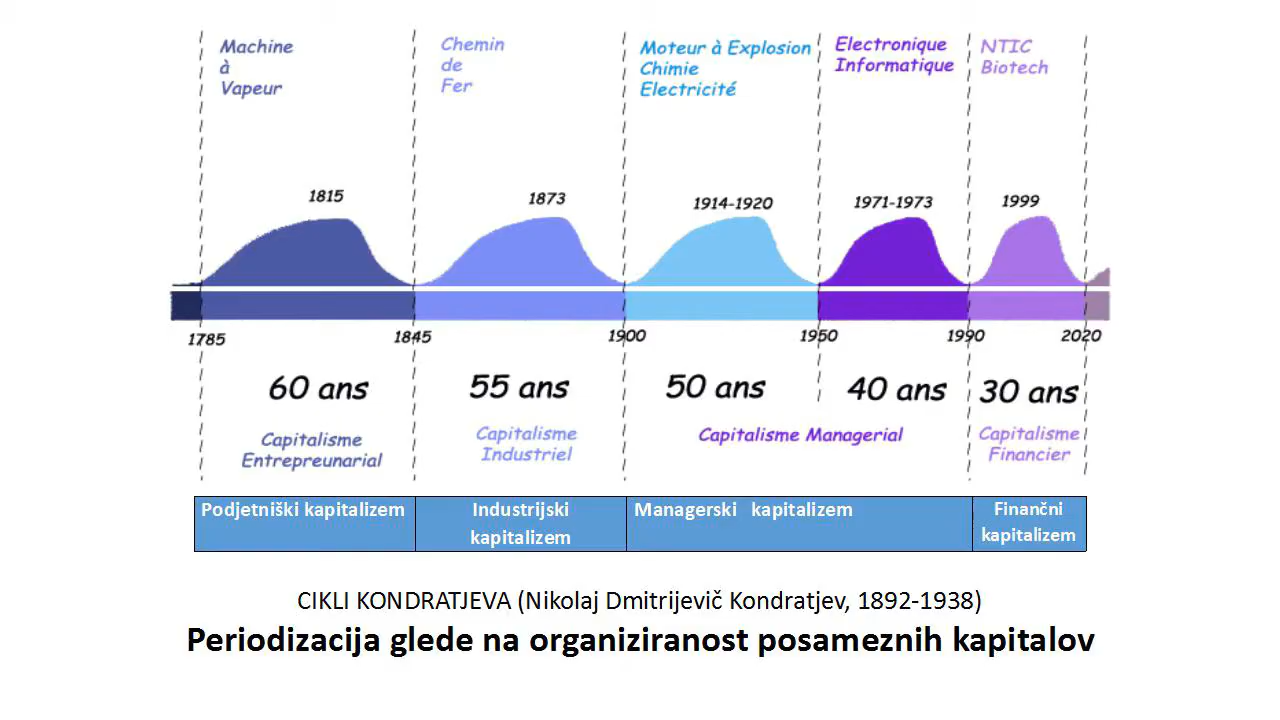 Machine
à
Vapeur
Chemin
de
Fer
Moteur à Explosion
Chimie
Electricité
Electronique
Informatique
NTIC
Biotech
1815
1873
1914-1920
1971-1973
1999
1785
1845
1900
1950
1990
2020
60 ans
55 ans
50 ans
40 ans
30 ans
Capitalisme
Entrepreunarial
Capitalisme
Industriel
Capitalisme Managerial
Capitalisme
Financier
Podjetniški kapitalizem
Industrijski
kapitalizem
Managerski kapitalizem
Finančni
kapitalizem
CIKLI KONDRATJEVA (Nikolaj Dmitrijevič Kondratjev, 1892-1938)
Periodizacija glede na organiziranost posameznih kapitalov